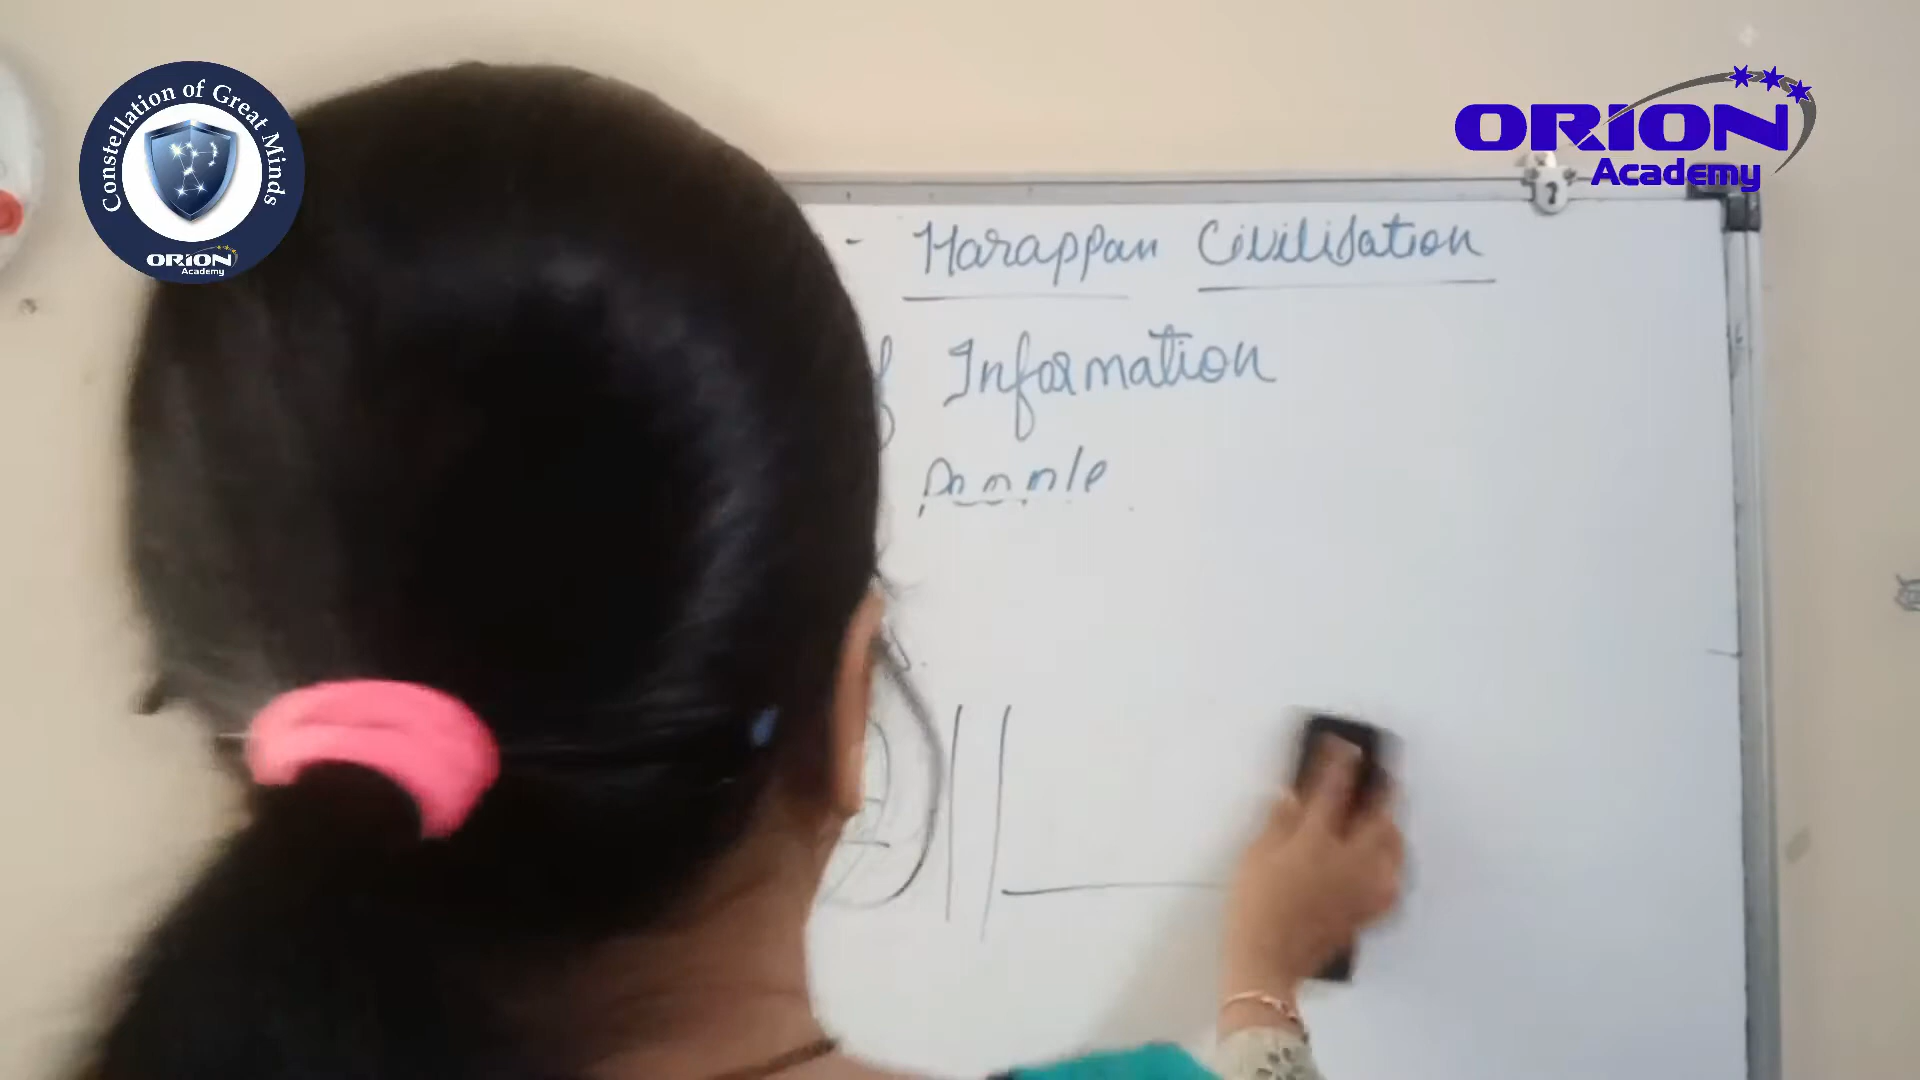 Constellation of Great Minds
ORION
Academy
ORION
Academy
- Harappan Civilisation
Information
People